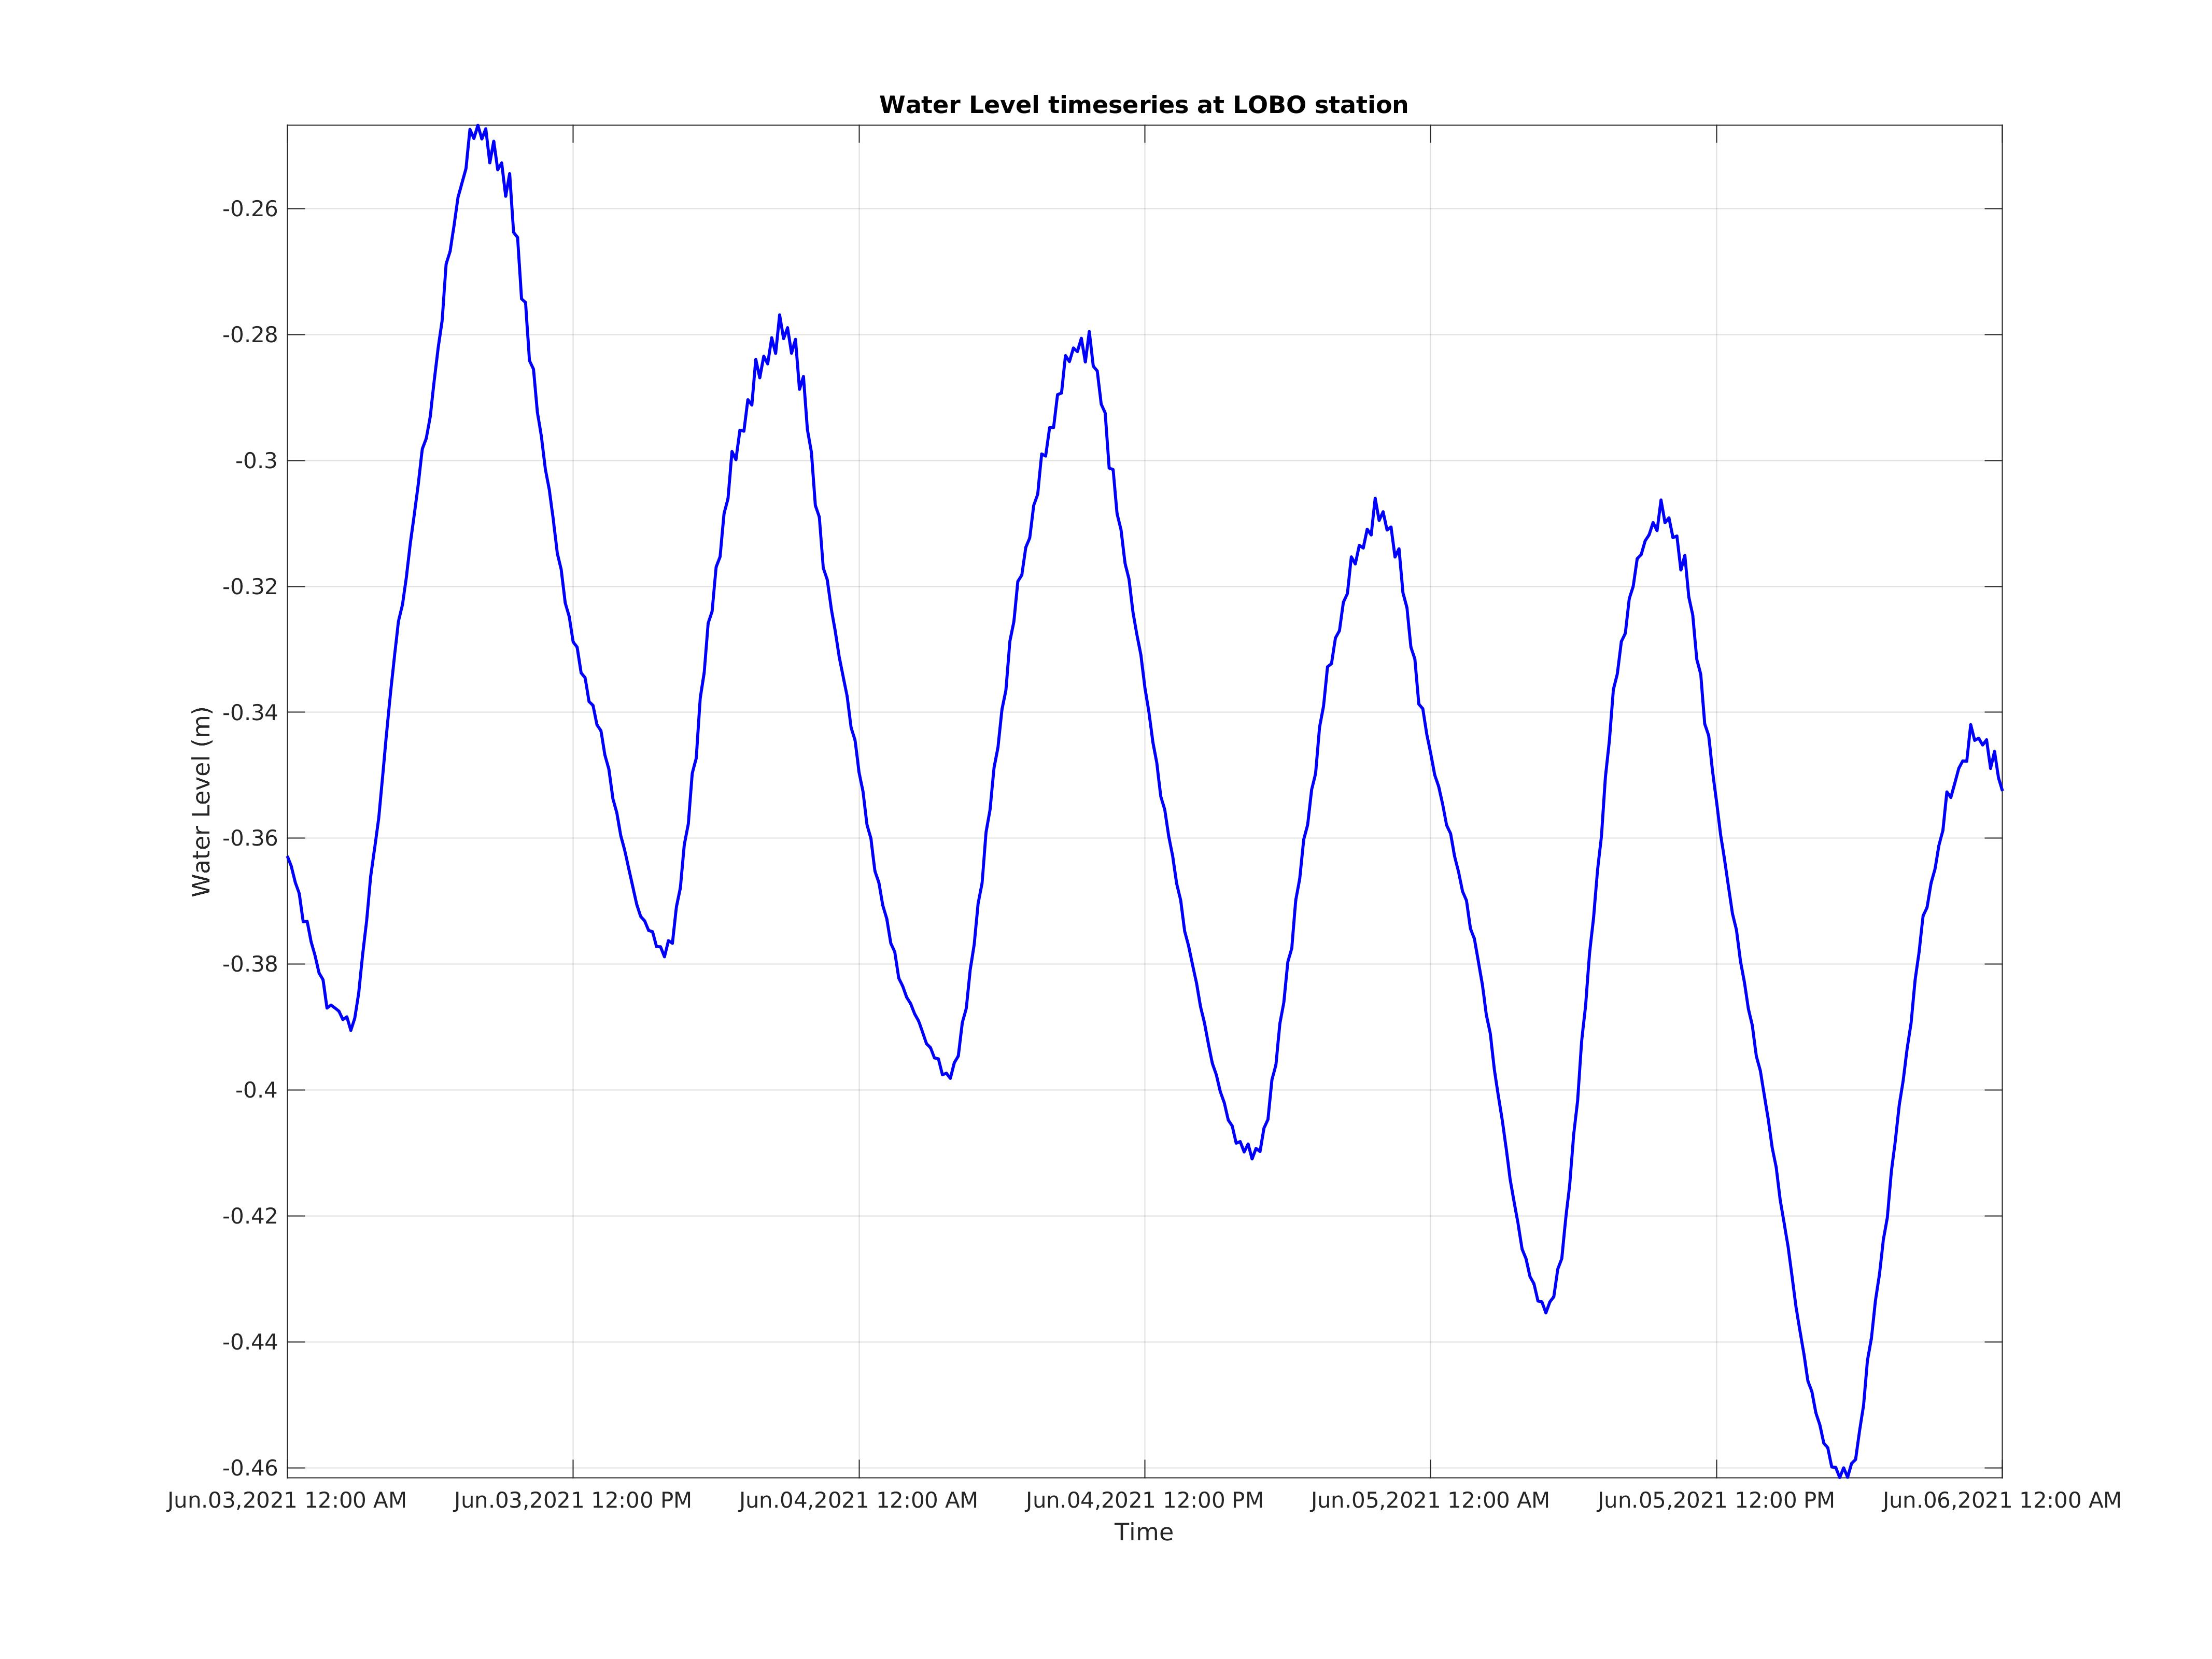 Water Level timeseries at LOBO station
-0.26
-0.28
-0.3
-0.32
-0.34
-0.36
-0.38
-0.4
-0.42
-0.44
-0.46
Water Level (m)
Jun.03,2021 12:00 AM Jun.03,2021 12:00 PM Jun.04,2021 12:00 AM Jun.04,2021 12:00 PM Jun.05,2021 12:00 AM Jun.05,2021 12:00 PM Jun.06,2021 12:00 AM
Time